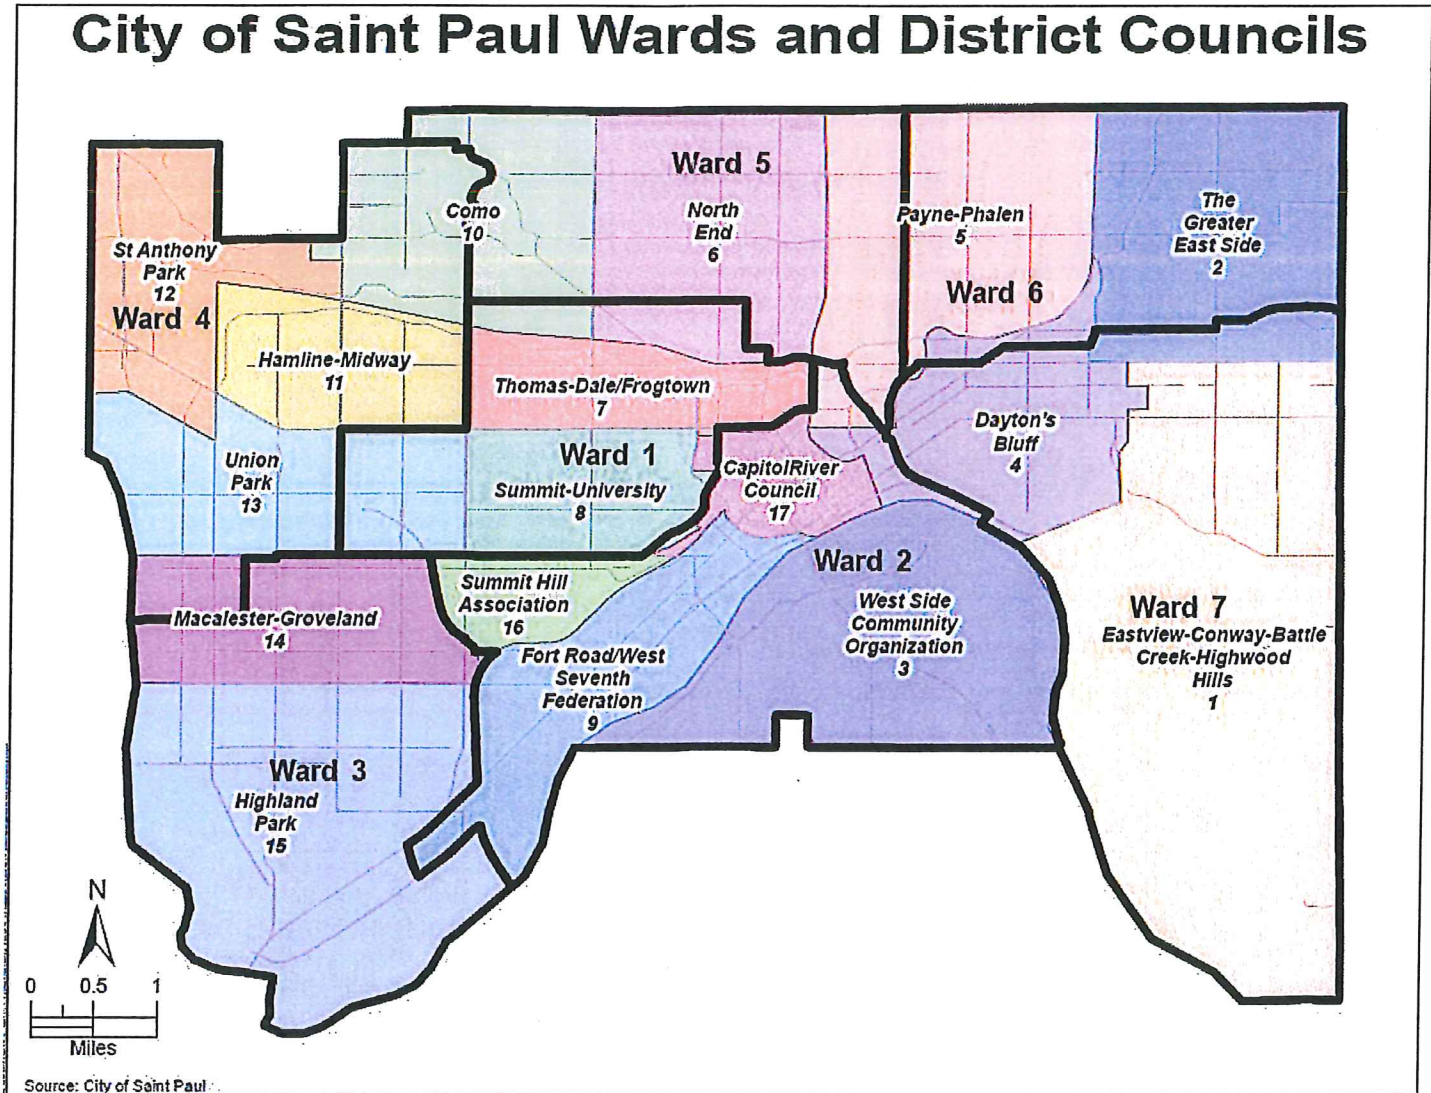 City of Saint Paul Wards and District Councils
Ward 5
North
End
6
Como
10
Payne-Phalen
5
The
Greater
East Side
2
St Anthony
Park
12
Ward 4
Ward 6
Hamline-Midway
11
Thomas-Dale/Frogtown
7
Dayton's
Bluff
4
Union
Park
13
Ward 1
Summit-University
8
CapitolRiver
Council
17
Summit Hill
Association
16
Ward 2
West Side
Community
Organization
3
Ward 7
Eastview-Conway-Battle
Creek-Highwood
Hills
1
Macalester-Groveland
14
Fort Road/West
Seventh
Federation
9
Ward 3
Highland
Park
15
N
0 0.5 1
Miles
Source: City of Saint Paul